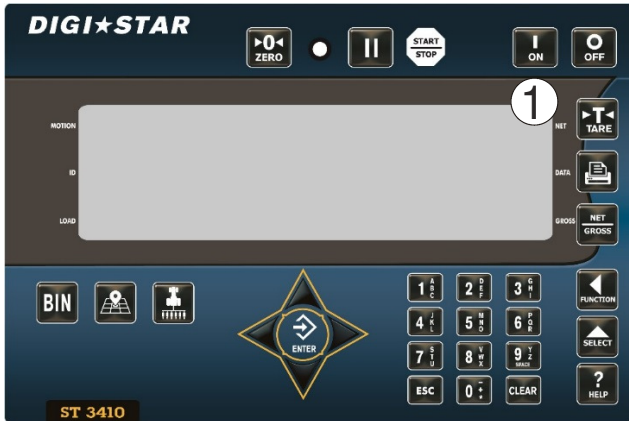 DIGI★STAR
▸0◂
ZERO
START
STOP
I
ON
O
OFF
1
MOTION
NET
▸T◂
TARE
ID
DATA
LOAD
GROSS
NET
GROSS
BIN
ENTER
1 A B C
2 D E F
3 G H I
FUNCTION
4 J K L
5 M N O
6 P Q R
SELECT
7 S T U
8 V W X
9 Y Z
SPACE
ESC
0 - + .
CLEAR
?
HELP
ST 3410